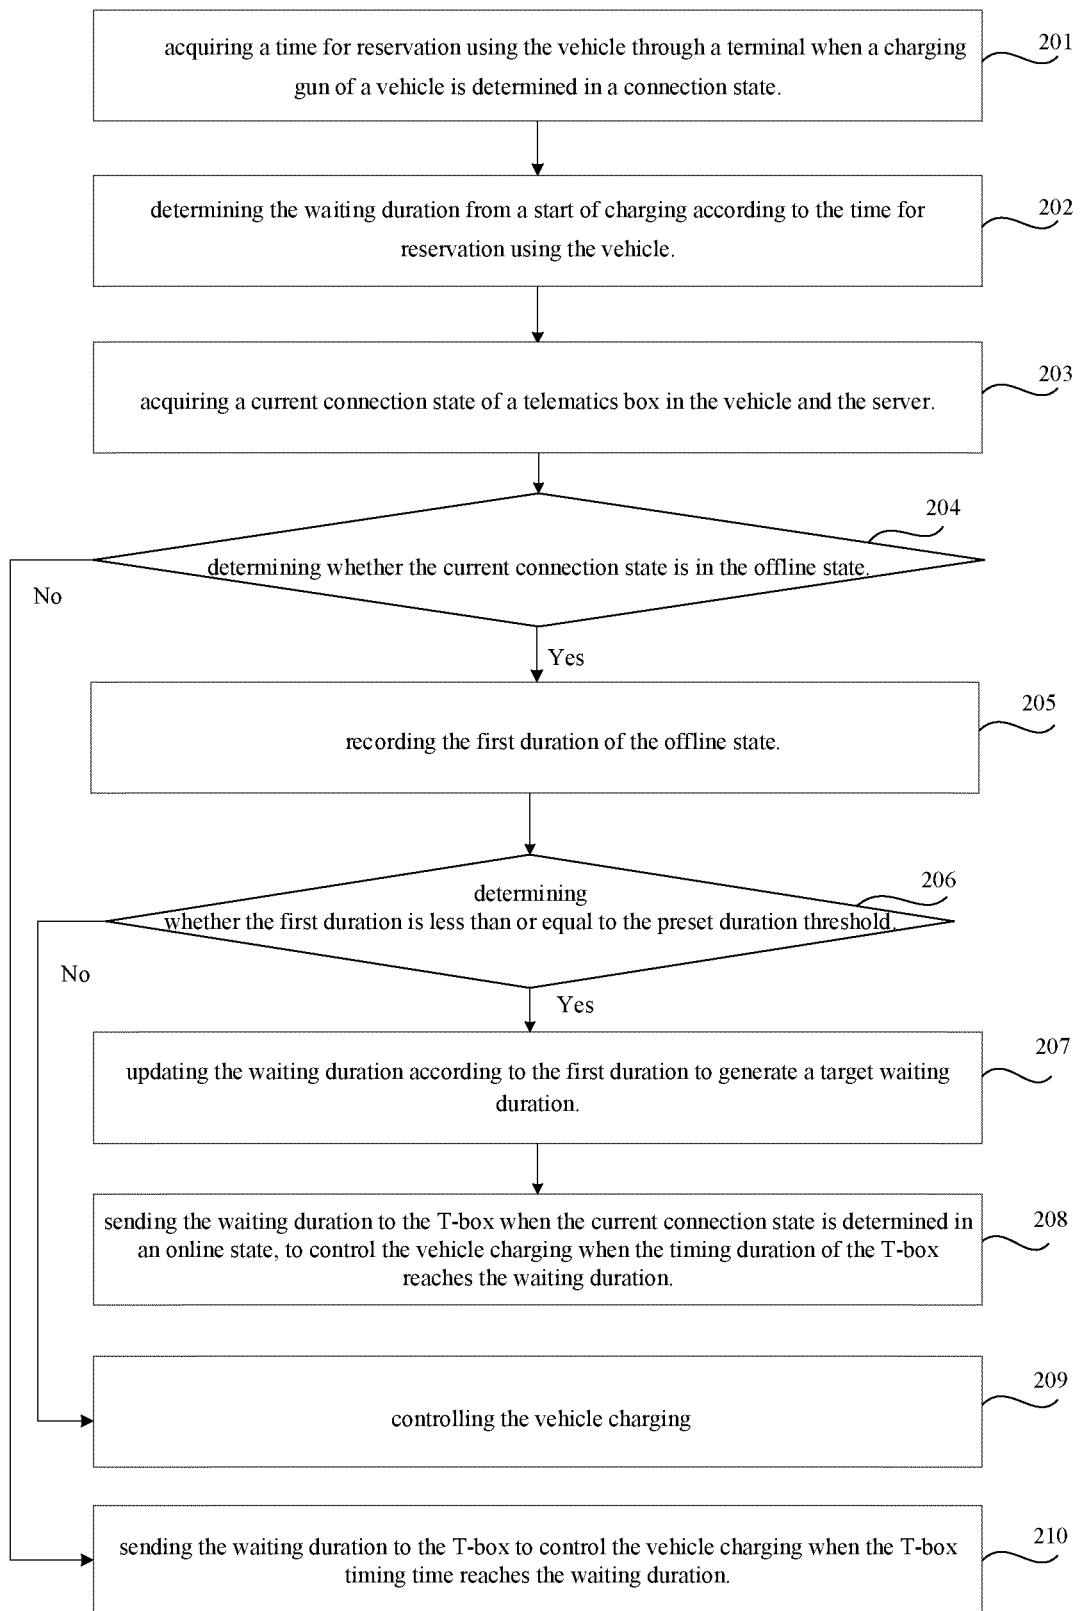 acquiring a time for reservation using the vehicle through a terminal when a charging
gun of a vehicle is determined in a connection state.
201
determining the waiting duration from a start of charging according to the time for
reservation using the vehicle.
202
acquiring a current connection state of a telematics box in the vehicle and the server.
203
204
determining whether the current connection state is in the offline state.
No
Yes
recording the first duration of the offline state.
205
206
determining
whether the first duration is less than or equal to the preset duration threshold.
No
Yes
updating the waiting duration according to the first duration to generate a target waiting
duration.
207
sending the waiting duration to the T-box when the current connection state is determined in
an online state, to control the vehicle charging when the timing duration of the T-box
reaches the waiting duration.
208
controlling the vehicle charging
209
sending the waiting duration to the T-box to control the vehicle charging when the T-box
timing time reaches the waiting duration.
210